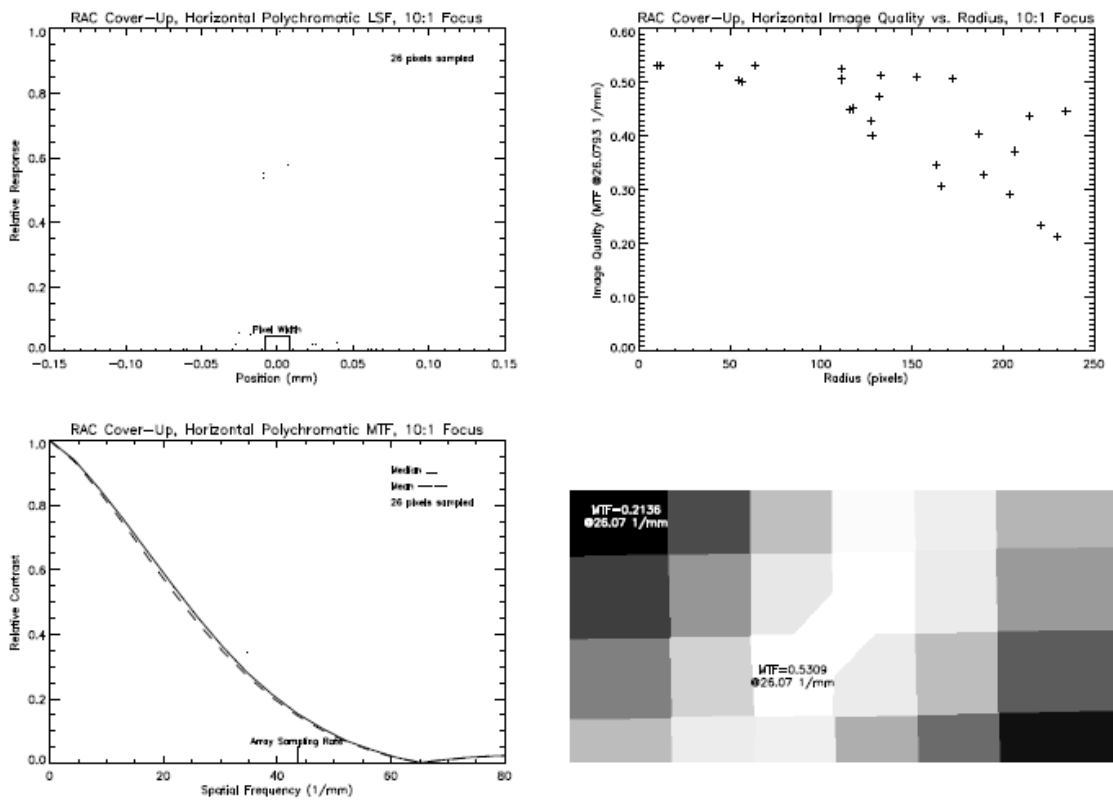 RAC Cover-Up, Horizontal Polychromatic LSF, 10:1 Focus
1.0
0.8
0.6
0.4
0.2
0.0
Relative Response
26 pixels sampled
Pixel Width
-0.15
-0.10
-0.05
0.00
0.05
0.10
0.15
Position (mm)
RAC Cover-Up, Horizontal Image Quality vs. Radius, 10:1 Focus
0.60
0.50
0.40
0.30
0.20
0.10
0.00
Image Quality (MTF @26.0793 1/mm)
0
50
100
150
200
250
Radius (pixels)
RAC Cover-Up, Horizontal Polychromatic MTF, 10:1 Focus
1.0
0.8
0.6
0.4
0.2
0.0
Relative Contrast
Median
Mean
26 pixels sampled
Array Sampling Rate
0
20
40
60
80
Spatial Frequency (1/mm)
MTF=0.2136
@26.07 1/mm
MTF=0.5309
@26.07 1/mm